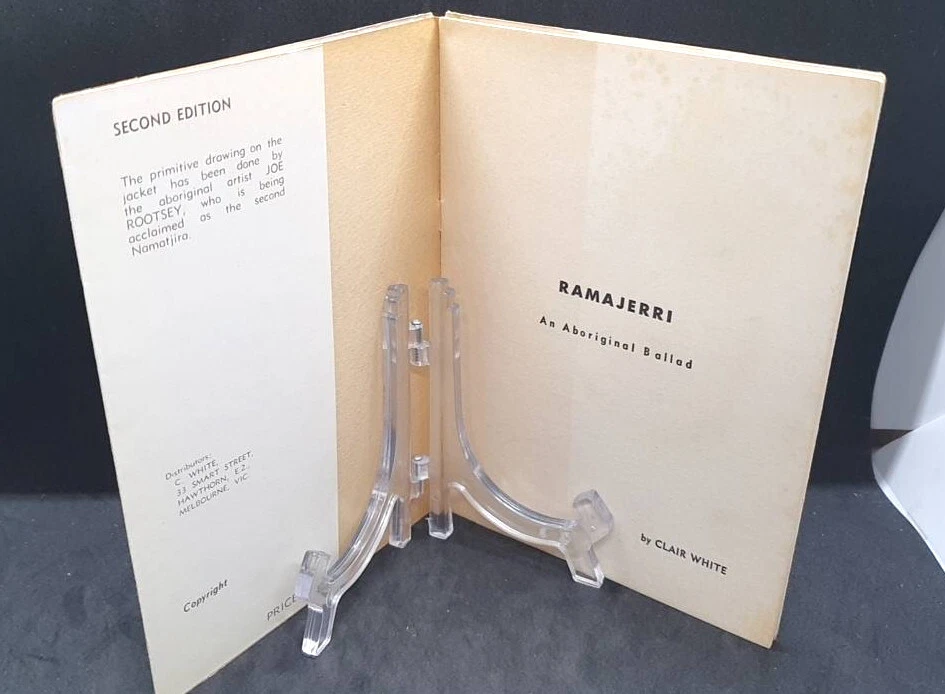 SECOND EDITION
The primitive drawing on the
jacket has been done by
the aboriginal artist JOE
ROOTSEY, who is being
acclaimed as the second
Namatjira.
Distributors:
C. WHITE,
33 SMART STREET,
HAWTHORN, E.2.,
MELBOURNE, VIC.
Copyright
PRICE
RAMAJERRI
An Aboriginal Ballad
by CLAIR WHITE